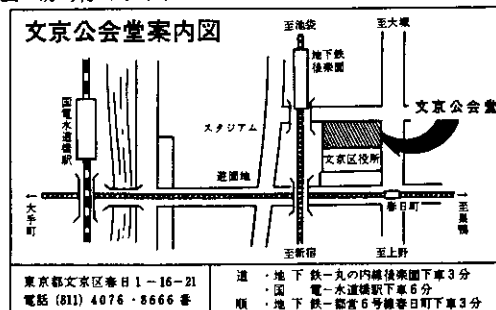 文京公会堂案内図
至池袋
至大塚
地下鉄
後楽園
国電水道橋駅
スタジアム
文京公会堂
文京区役所
遊園地
←
大手町
春日町
→
至巣鴨
至新宿
至上野
東京都文京区春日1-16-21
電話 (811) 4076・8666 番
道順
・地下鉄ー丸の内線後楽園下車3分
・国電ー水道橋駅下車6分
・地下鉄ー都営6号線春日町下車3分